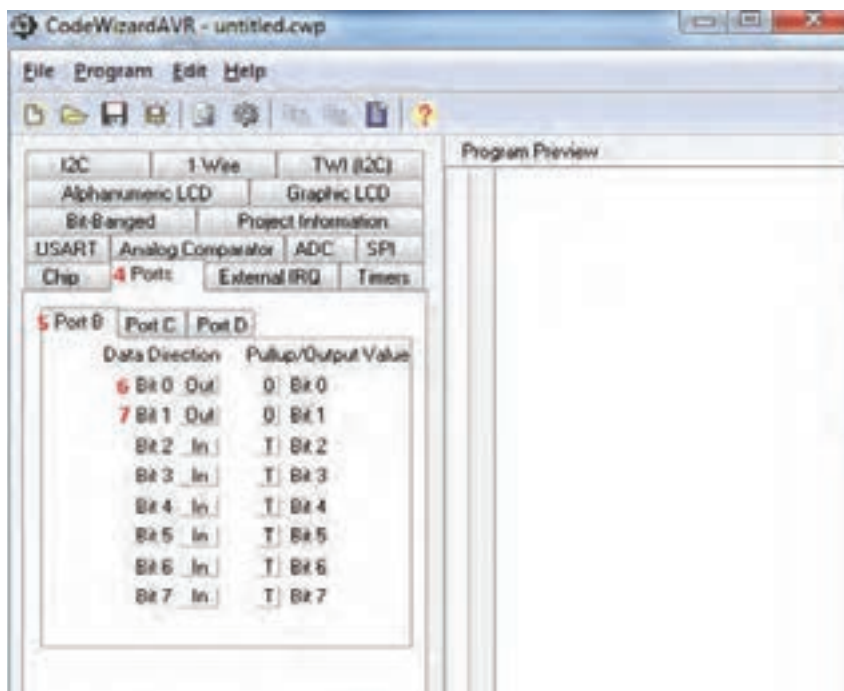 CodeWizardAVR - untitled.cwp
File Program Edit Help
?
I2C 1 Wire TWI (I2C)
Alphanumeric LCD Graphic LCD
Bit-Banged Project Information
USART Analog Comparator ADC SPI
Chip 4 Ports External IRQ Timers
5 Port B Port C Port D
Data Direction Pullup/Output Value
6 Bit 0 Out 0 Bit 0
7 Bit 1 Out 0 Bit 1
Bit 2 In T Bit 2
Bit 3 In T Bit 3
Bit 4 In T Bit 4
Bit 5 In T Bit 5
Bit 6 In T Bit 6
Bit 7 In T Bit 7
Program Preview